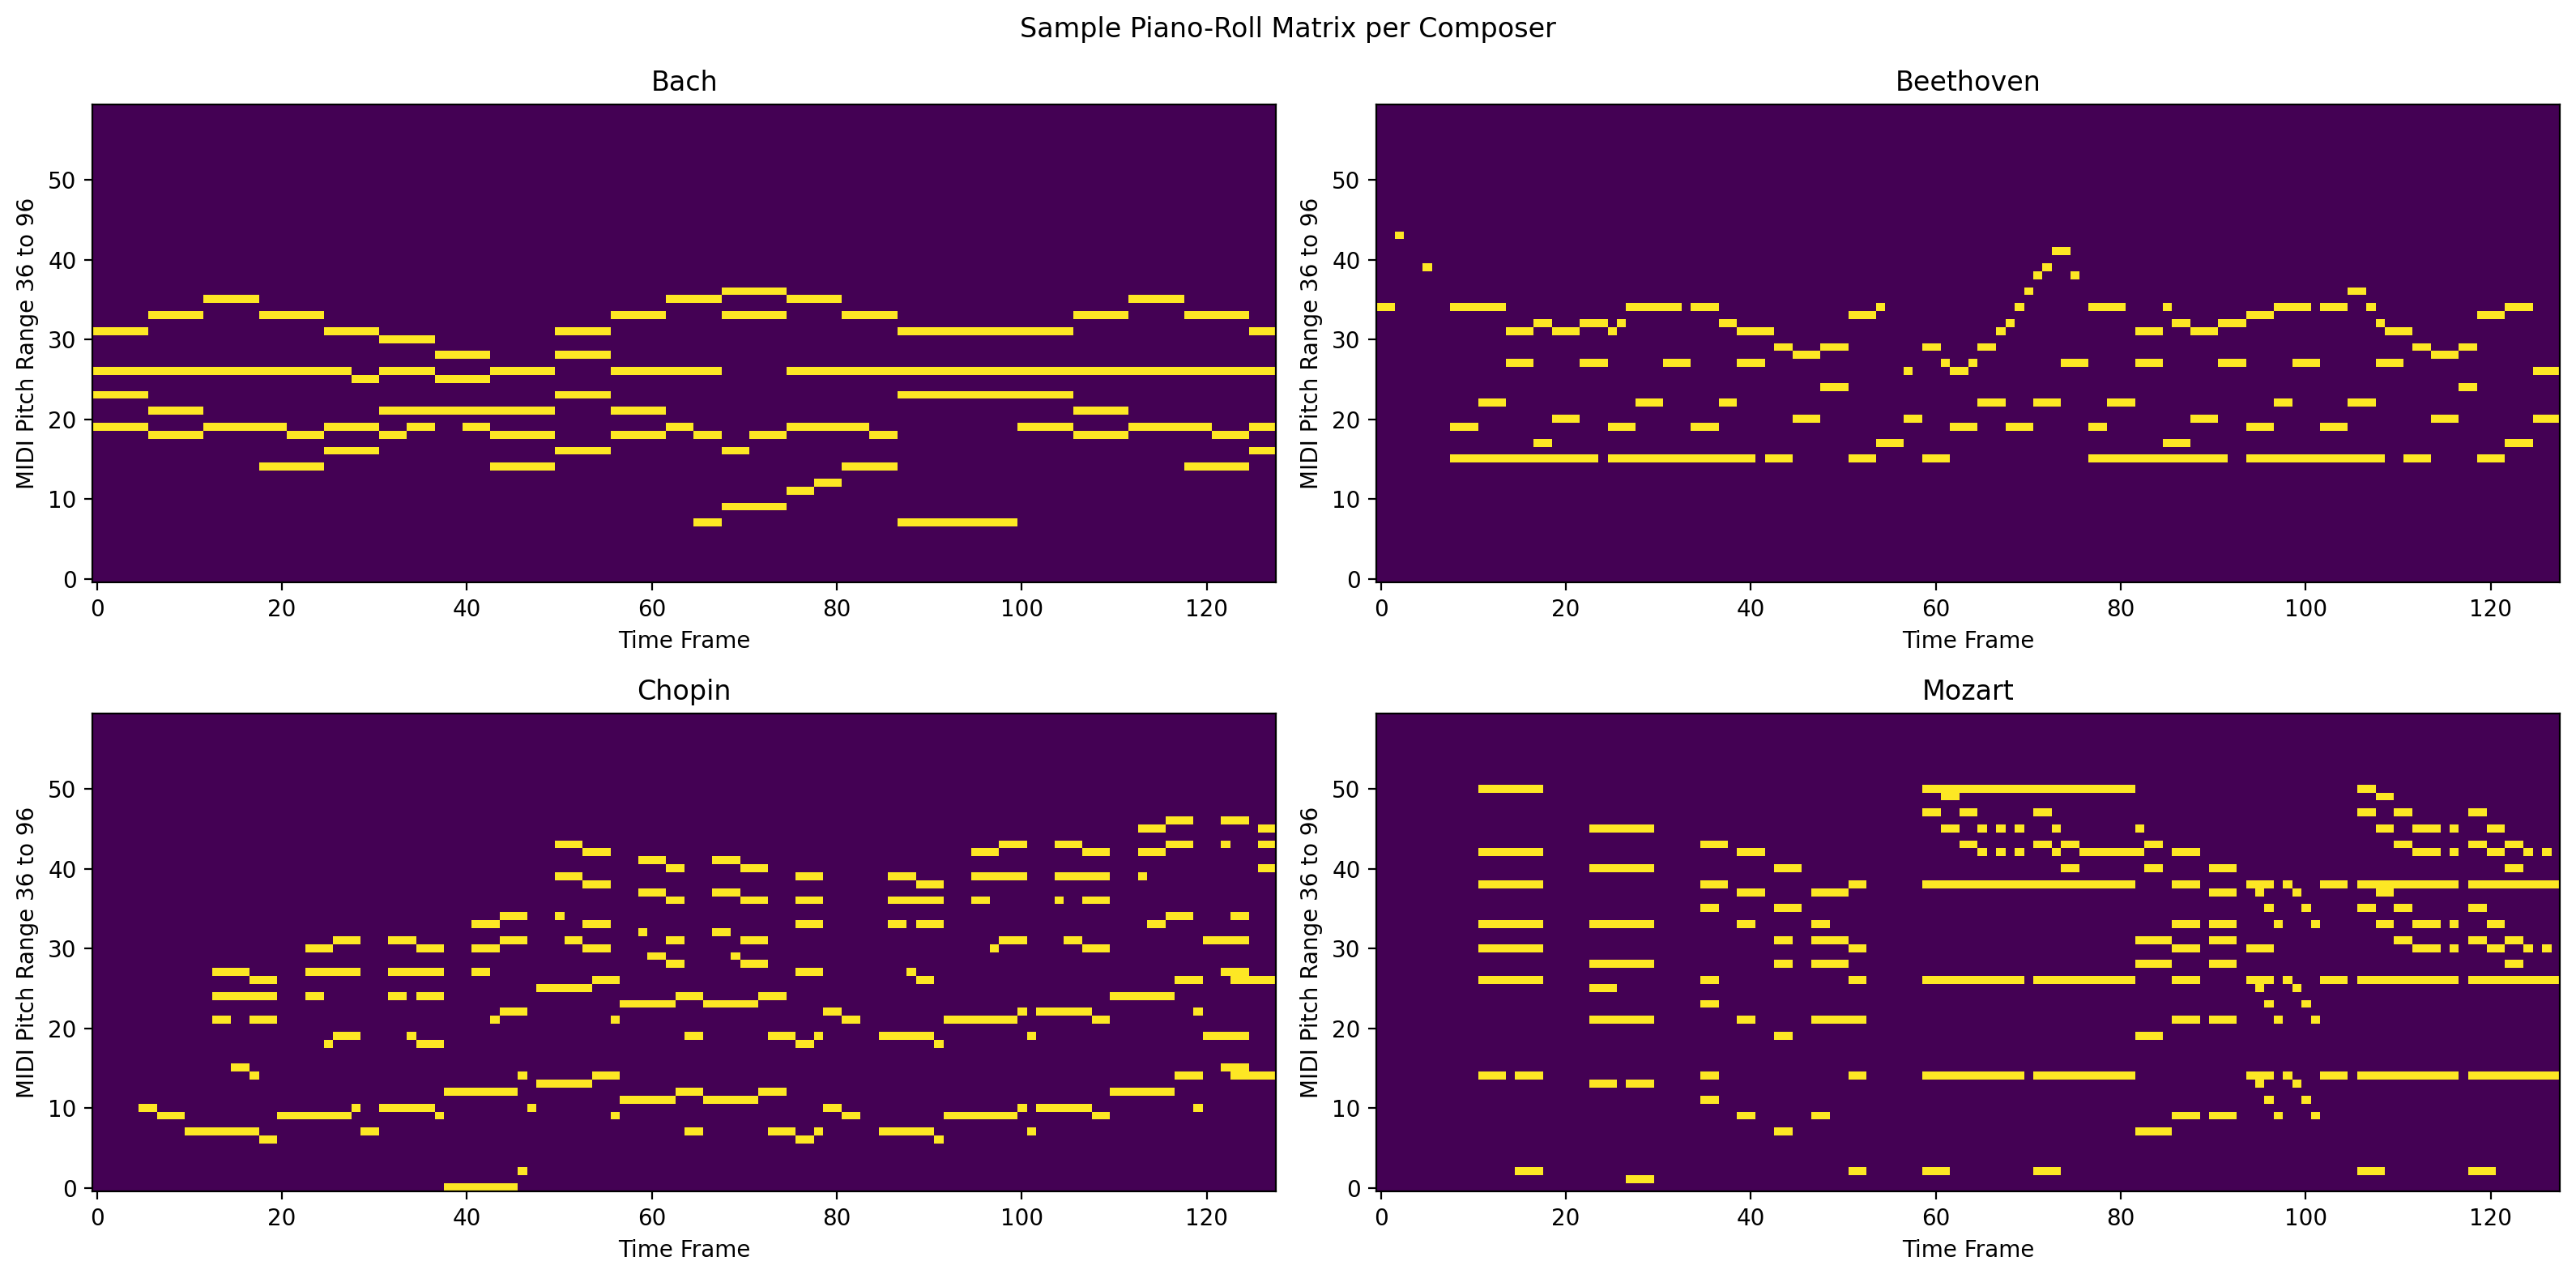 Sample Piano-Roll Matrix per Composer
Bach
MIDI Pitch Range 36 to 96
50
40
30
20
10
0
0 20 40 60 80 100 120
Time Frame
Beethoven
MIDI Pitch Range 36 to 96
50
40
30
20
10
0
0 20 40 60 80 100 120
Time Frame
Chopin
MIDI Pitch Range 36 to 96
50
40
30
20
10
0
0 20 40 60 80 100 120
Time Frame
Mozart
MIDI Pitch Range 36 to 96
50
40
30
20
10
0
0 20 40 60 80 100 120
Time Frame